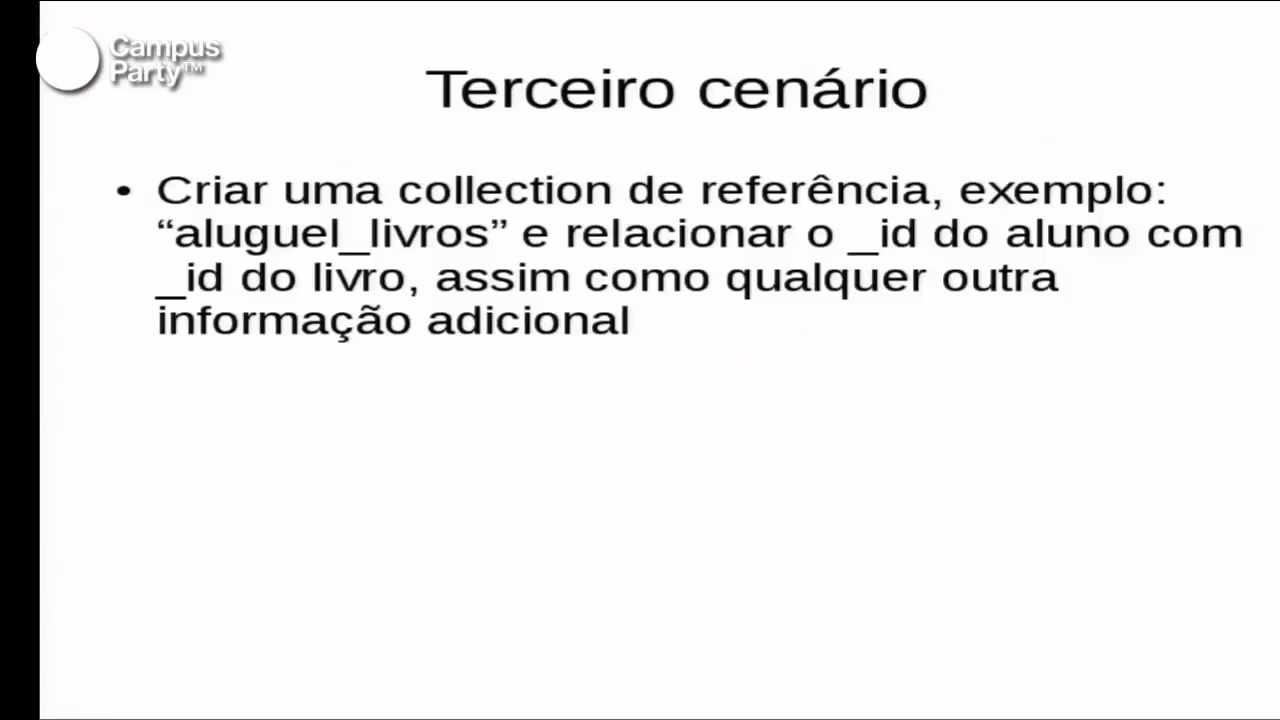 Campus
Party™
Terceiro cenário
• Criar uma collection de referência, exemplo:
“aluguel_livros” e relacionar o _id do aluno com
_id do livro, assim como qualquer outra
informação adicional